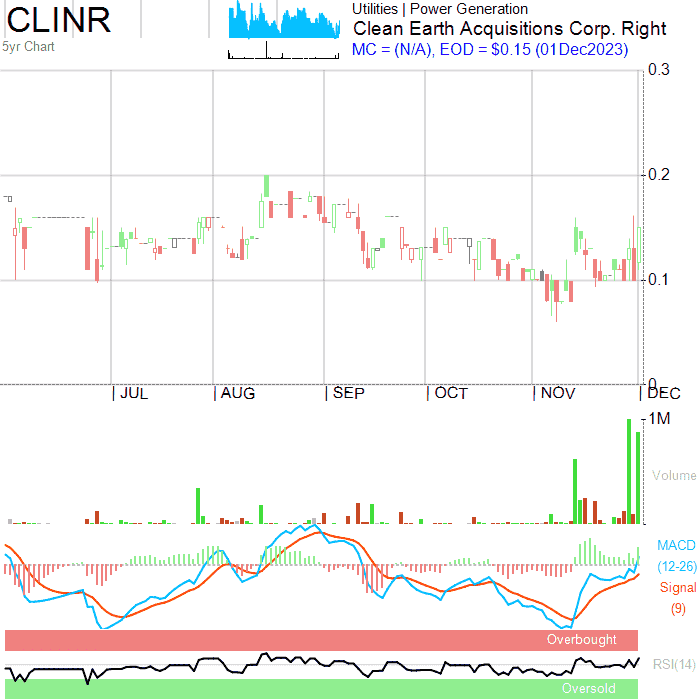 CLINR
5yr Chart
Utilities | Power Generation
Clean Earth Acquisitions Corp. Right
MC = (N/A), EOD = $0.15 (01Dec2023)
0.3
0.2
0.1
0
JUL
AUG
SEP
OCT
NOV
DEC
1M
Volume
MACD
(12-26)
Signal
(9)
Overbought
RSI(14)
Oversold